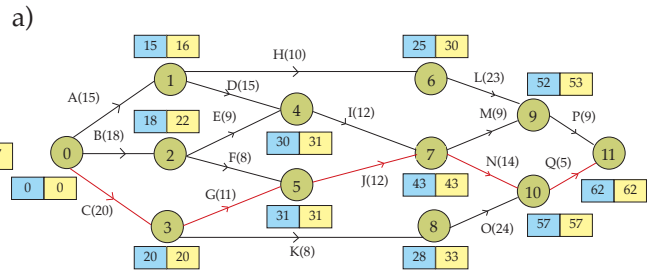 a)
15 16
25 30
H(10)
1
6
L(23)
52 53
A(15)
D(15)
M(9)
9
P(9)
18 22
E(9)
4
I(12)
B(18)
0
2
30 31
7
11
F(8)
N(14)
Q(5)
0 0
G(11)
5
J(12)
43 43
10
62 62
C(20)
31 31
3
8
O(24)
57 57
20 20
K(8)
28 33